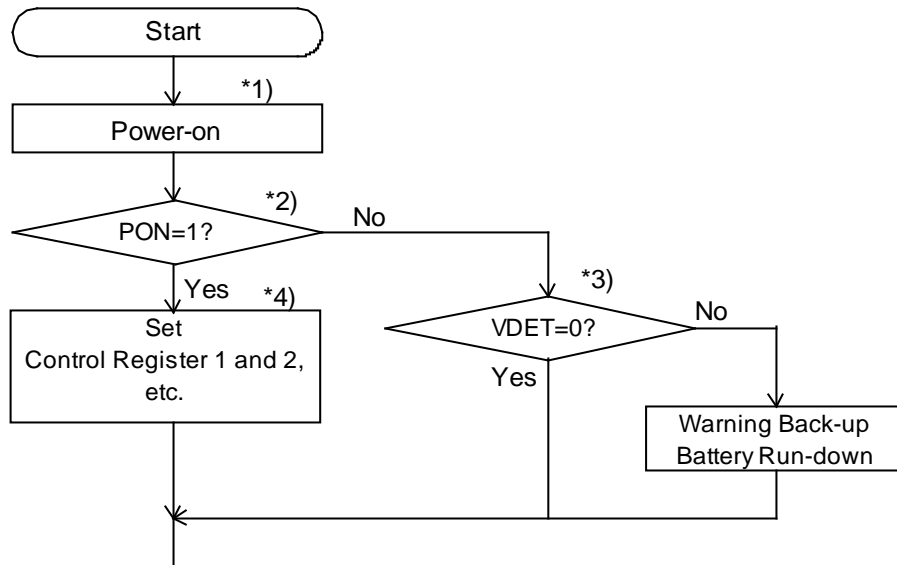 Start
*1)
Power-on
*2)
PON=1?
No
Yes
*3)
*4)
VDET=0?
No
Set
Control Register 1 and 2,
etc.
Yes
Warning Back-up
Battery Run-down